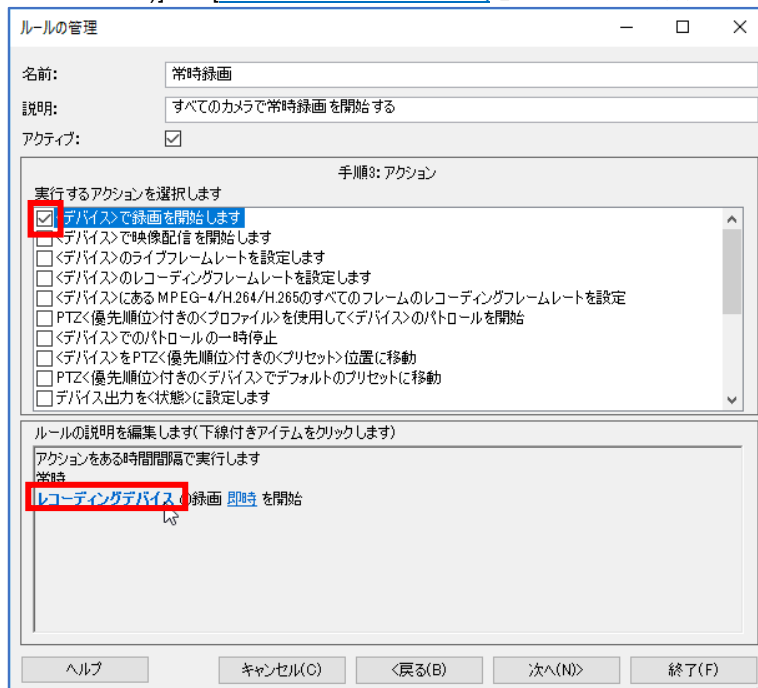 ルールの管理
名前: 常時録画
説明: すべてのカメラで常時録画を開始する
アクティブ:
手順3: アクション
実行するアクションを選択します
<デバイス>で録画を開始します
<デバイス>で映像配信を開始します
<デバイス>のライブフレームレートを設定します
<デバイス>のレコーディングフレームレートを設定します
<デバイス>にあるMPEG-4/H.264/H.265のすべてのフレームのレコーディングフレームレートを設定
PTZ<優先順位>付きの<プロファイル>を使用して<デバイス>のパトロールを開始
<デバイス>でのパトロールの一時停止
<デバイス>をPTZ<優先順位>付きの<プリセット>位置に移動
PTZ<優先順位>付きの<デバイス>でデフォルトのプリセットに移動
デバイス出力を<状態>に設定します
ルールの説明を編集します(下線付きアイテムをクリックします)
アクションをある時間間隔で実行します
常時
レコーディングデバイス の録画 即時 を開始
ヘルプ キャンセル(C) <戻る(B) 次へ(N)> 終了(F)